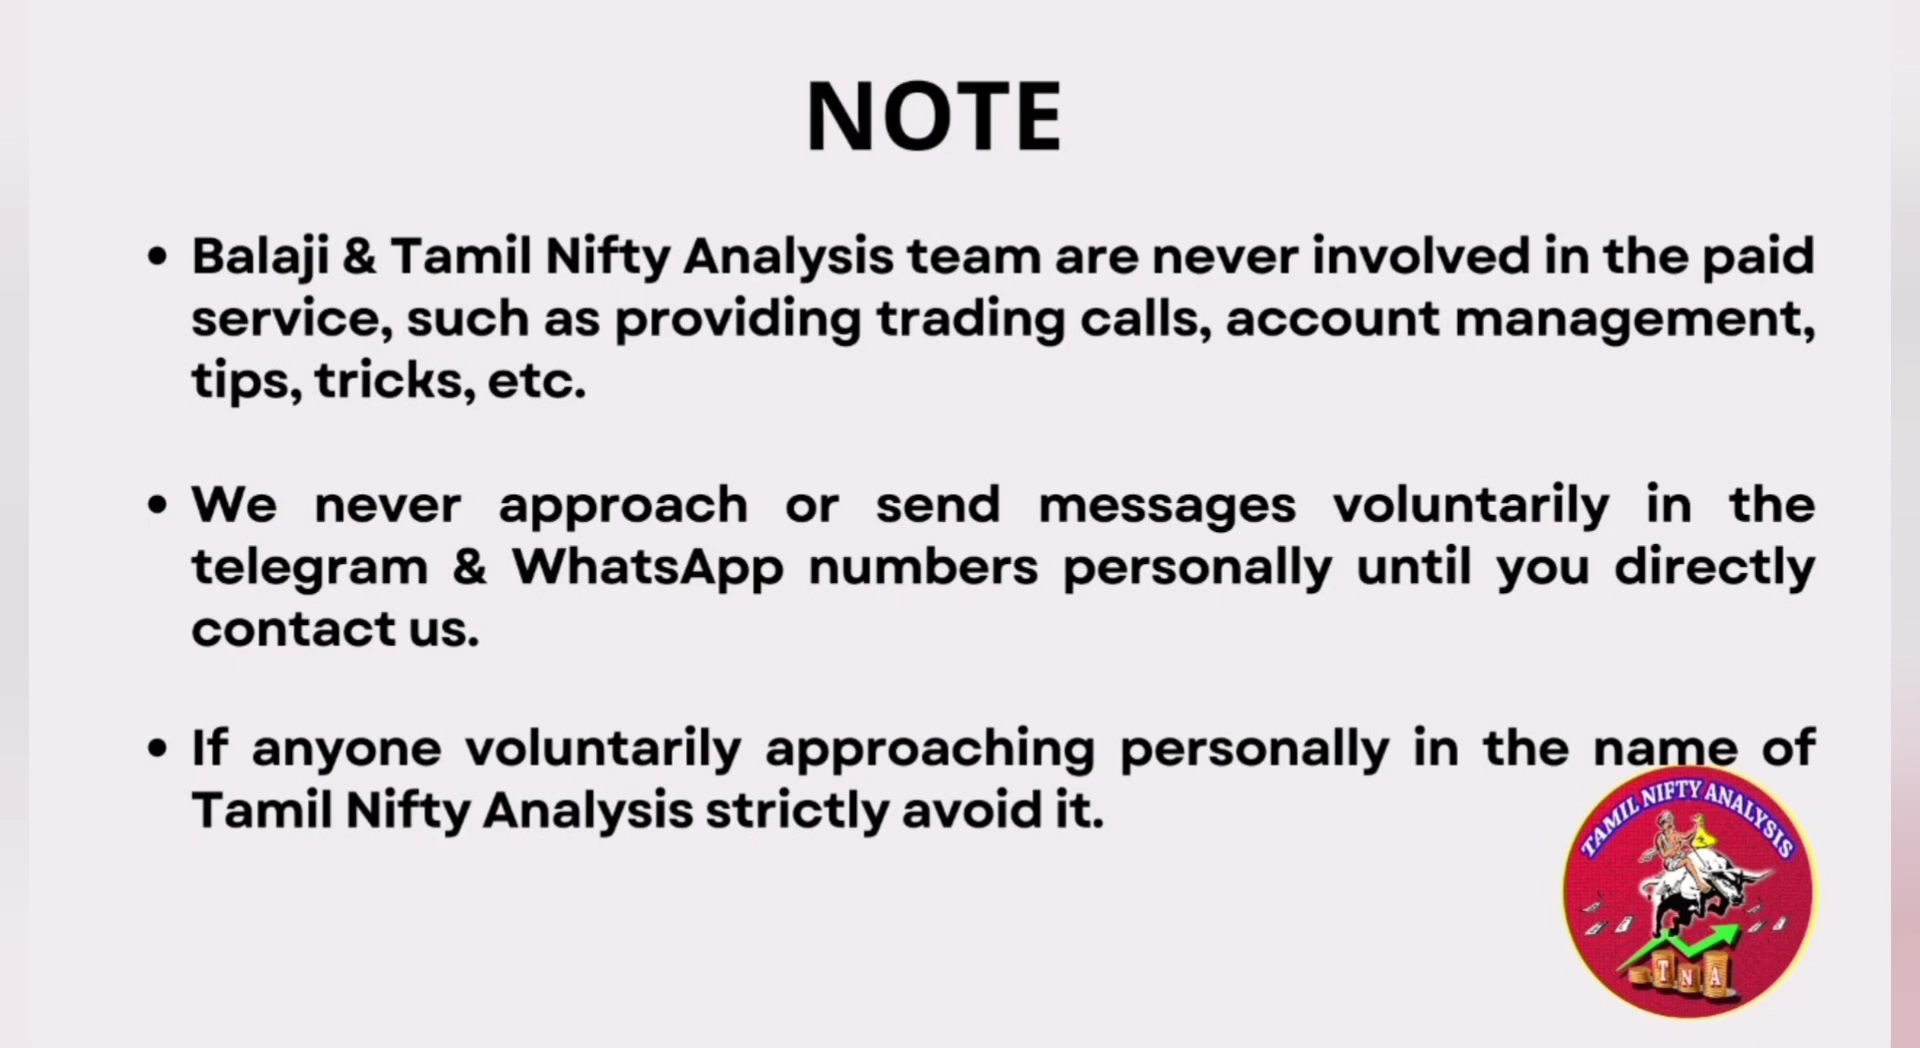 NOTE
• Balaji & Tamil Nifty Analysis team are never involved in the paid
service, such as providing trading calls, account management,
tips, tricks, etc.
• We never approach or send messages voluntarily in the
telegram & WhatsApp numbers personally until you directly
contact us.
• If anyone voluntarily approaching personally in the name of
Tamil Nifty Analysis strictly avoid it.
TAMIL NIFTY ANALYSIS
T N A